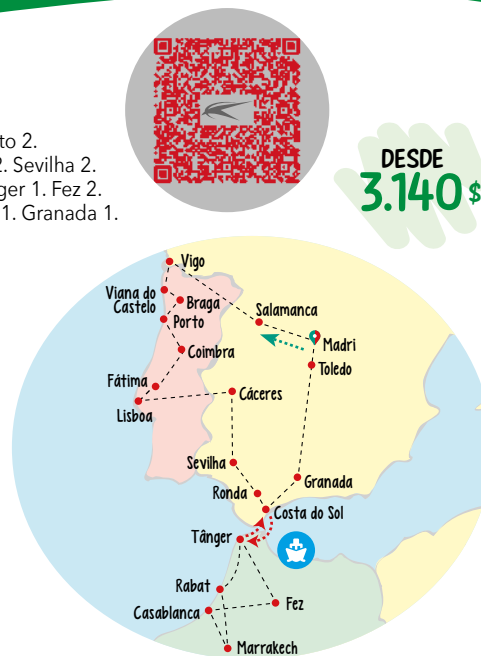 to 2.
2. Sevilha 2.
ger 1. Fez 2.
1. Granada 1.
DESDE
3.140 $
Vigo
Viana do
Castelo
Braga
Porto
Salamanca
Madri
Coimbra
Toledo
Fátima
Lisboa
Cáceres
Sevilha
Granada
Ronda
Costa do Sol
Tânger
Rabat
Fez
Casablanca
Marrakech